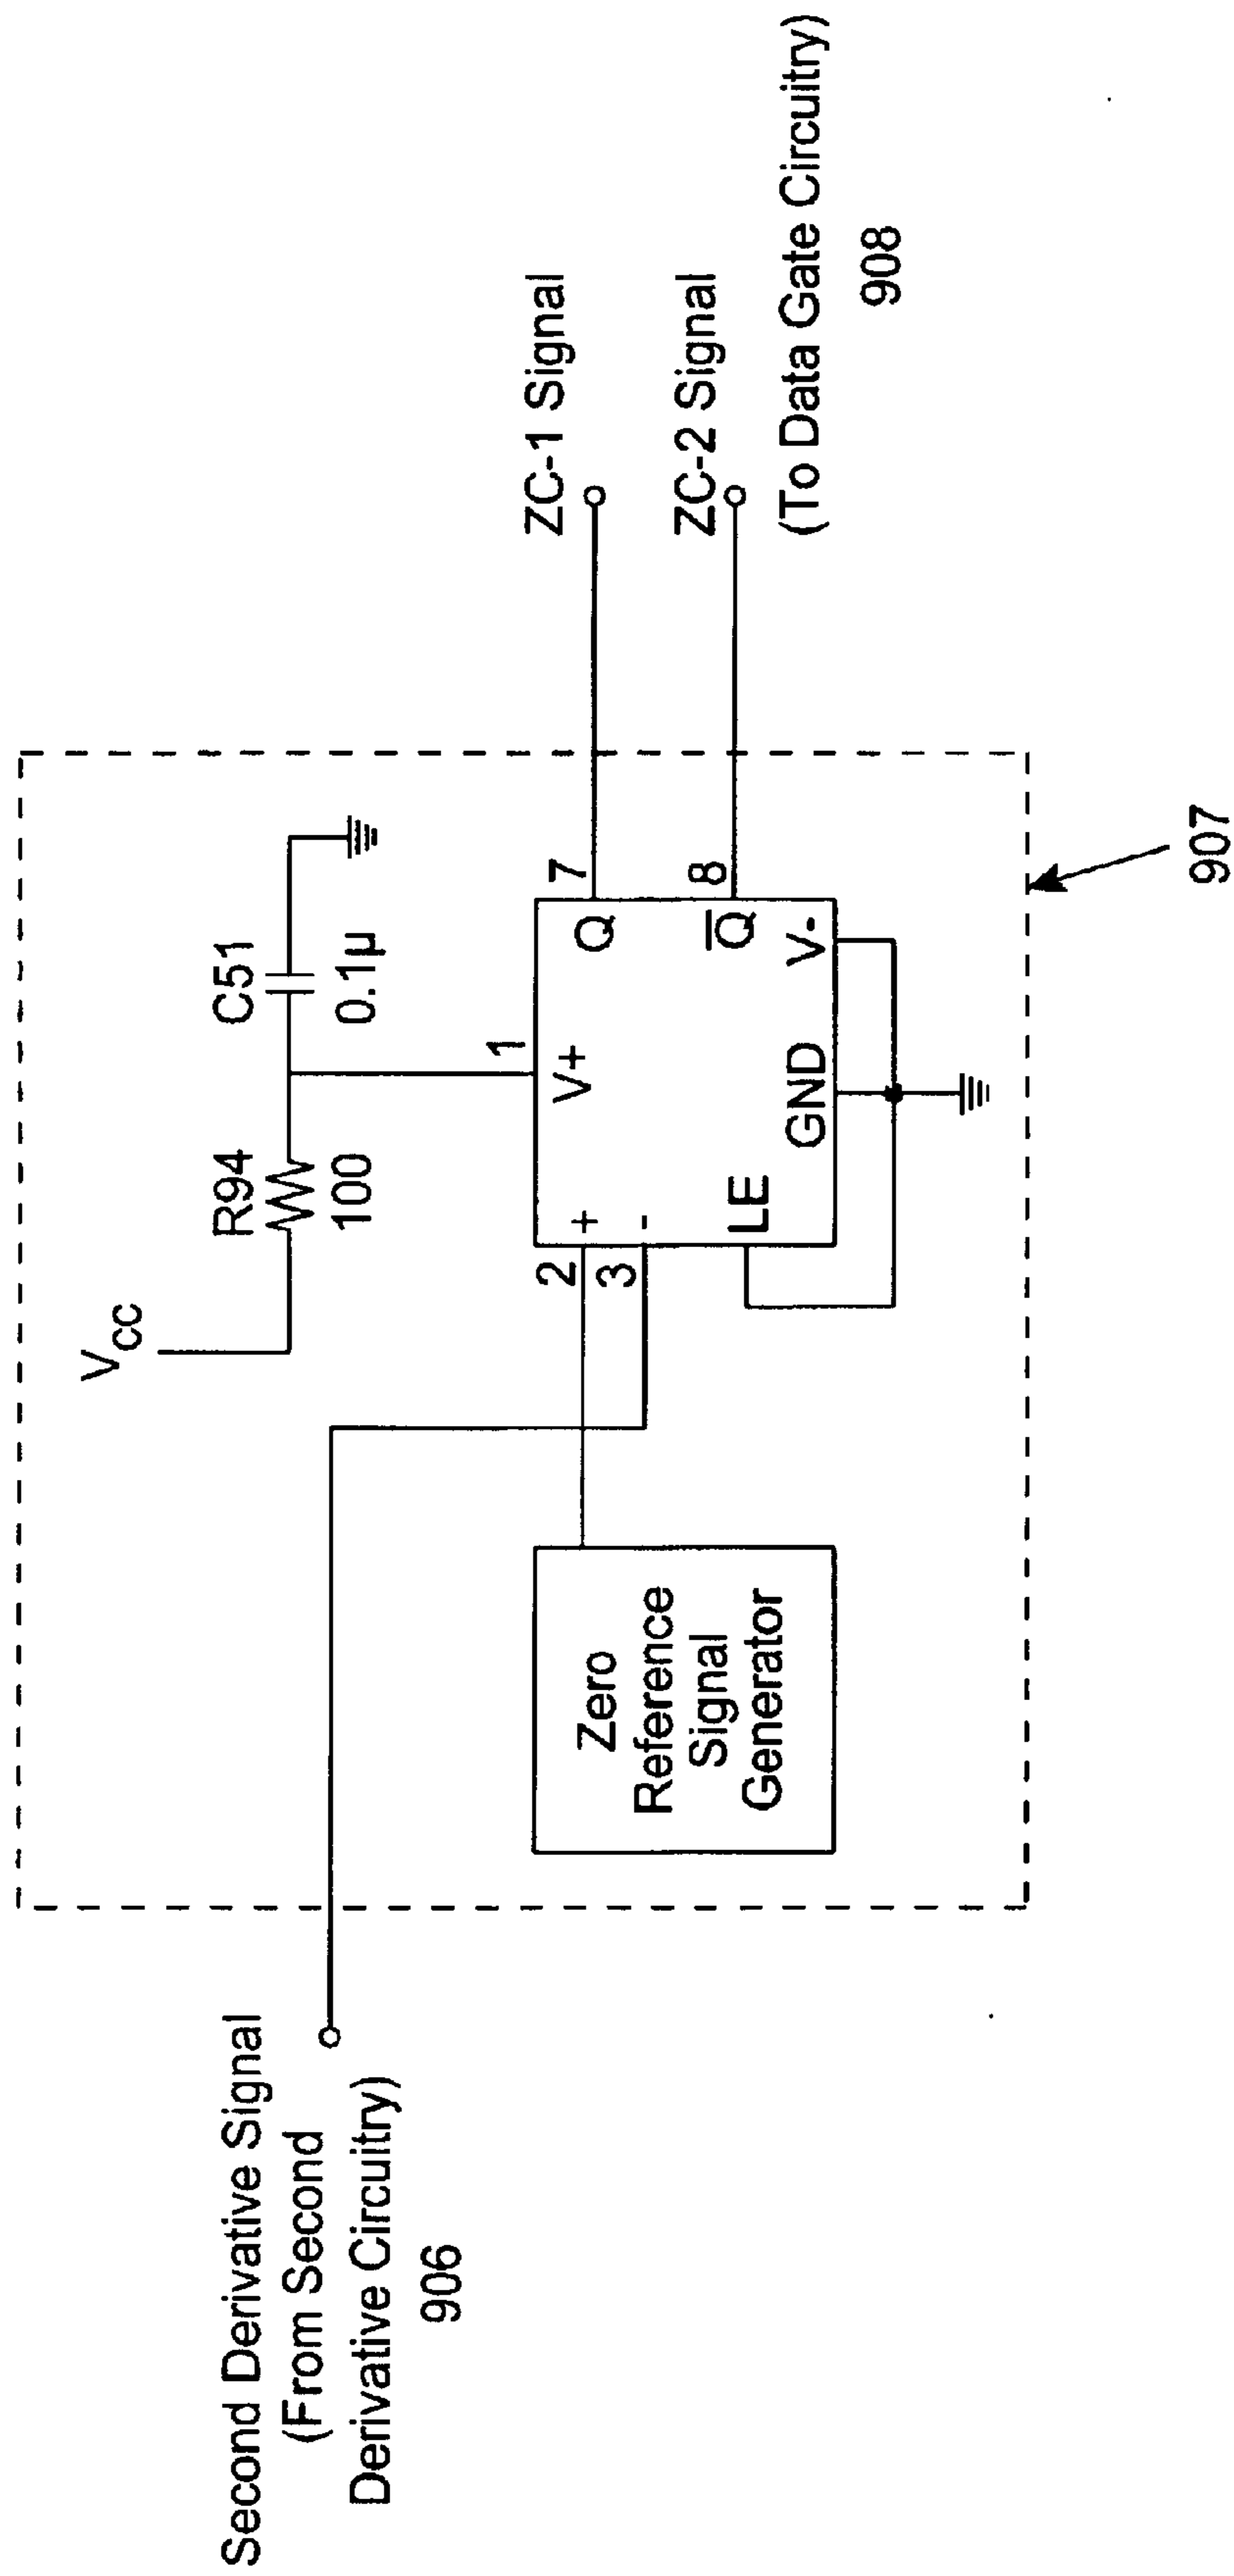 Second Derivative Signal
(From Second
Derivative Circuitry)
906
Zero
Reference
Signal
Generator
VCC
R94
100
C51
0.1µ
1
V+
2
+
3
-
LE
GND
V-
Q
7
Q̅
8
ZC-1 Signal
ZC-2 Signal
(To Data Gate Circuitry)
908
907